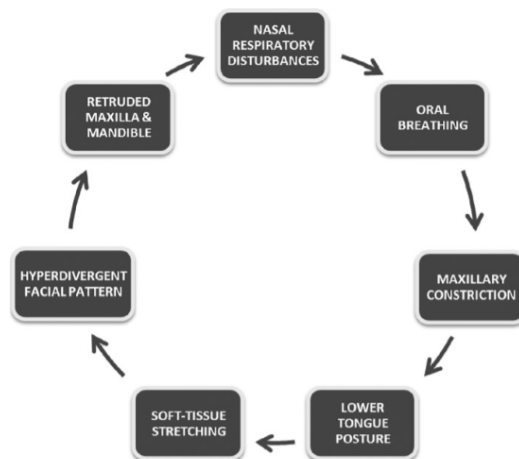 NASAL
RESPIRATORY
DISTURBANCES
ORAL
BREATHING
MAXILLARY
CONSTRICTION
LOWER
TONGUE
POSTURE
SOFT-TISSUE
STRETCHING
HYPERDIVERGENT
FACIAL PATTERN
RETRUDED
MAXILLA &
MANDIBLE